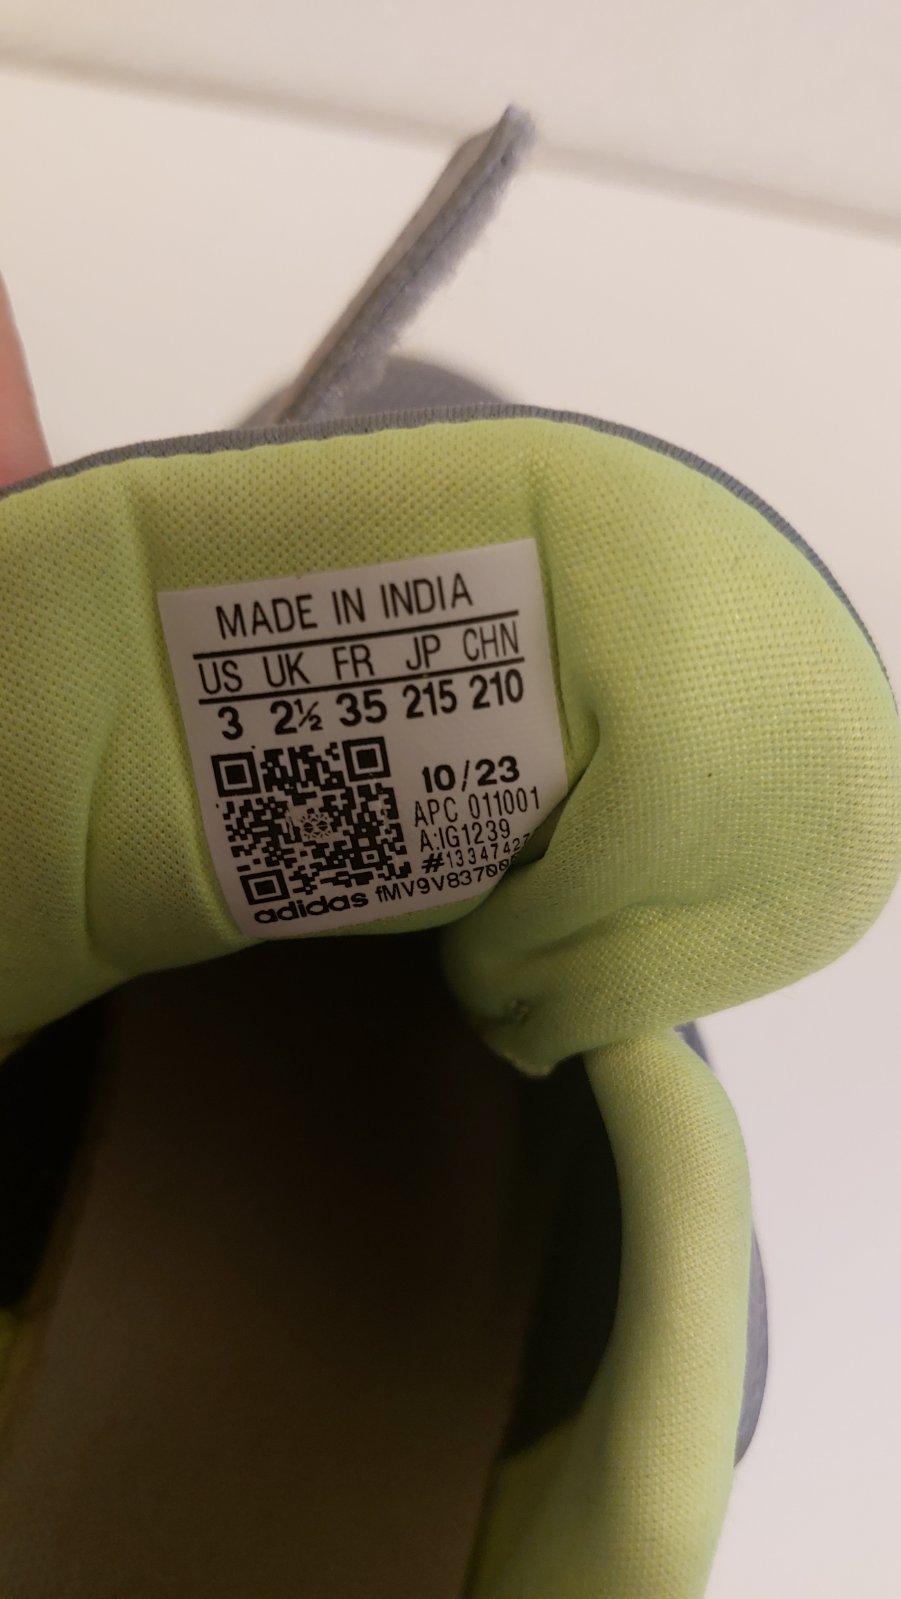 MADE IN INDIA
US UK FR JP CHN
3 2½ 35 215 210
10/23
APC 011001
A:IG1239
adidas